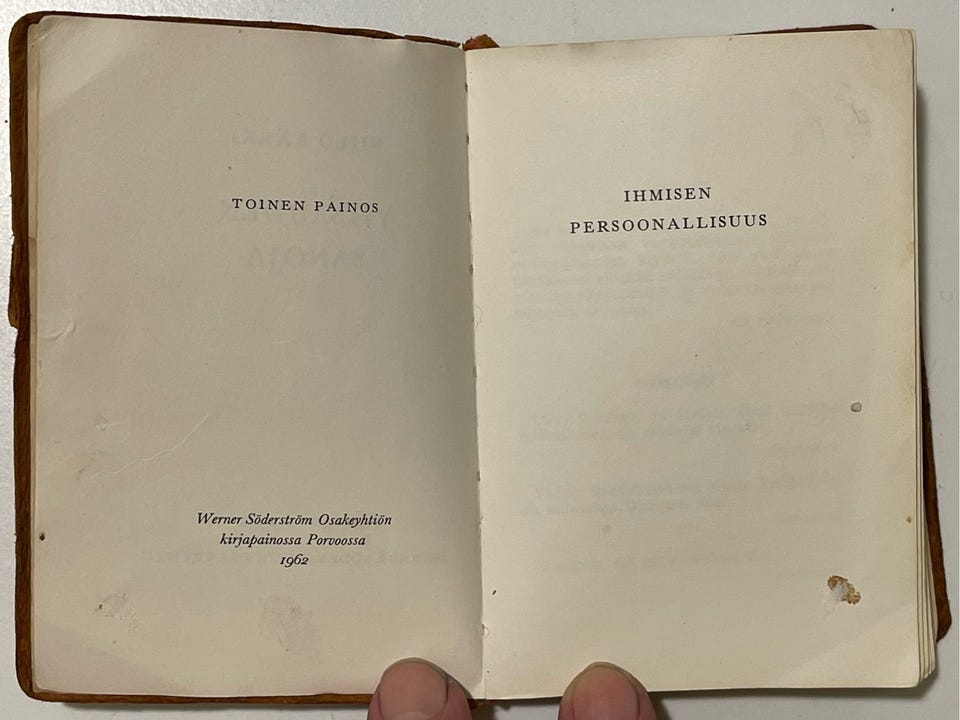 TOINEN PAINOS
Werner Söderström Osakeyhtiön
kirjapainossa Porvoossa
1962
IHMISEN
PERSOONALLISUUS